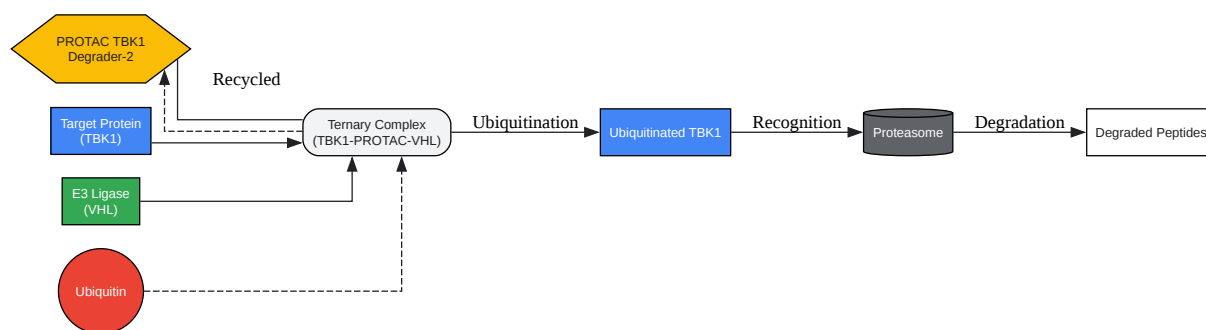 PROTAC TBK1
Degrader-2
Recycled
Target Protein
(TBK1)
Ternary Complex
(TBK1-PROTAC-VHL)
Ubiquitination
Ubiquitinated TBK1
Recognition
Proteasome
Degradation
Degraded Peptides
E3 Ligase
(VHL)
Ubiquitin